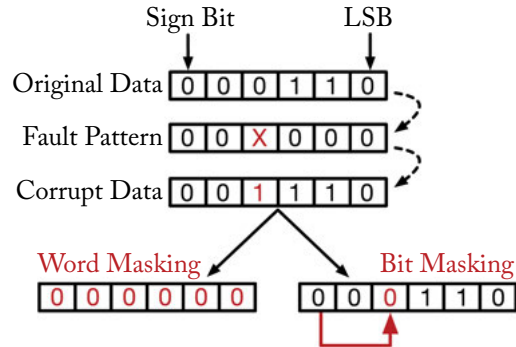 Sign Bit LSB
Original Data 0 0 0 1 1 0
Fault Pattern 0 0 X 0 0 0
Corrupt Data 0 0 1 1 1 0
Word Masking Bit Masking
0 0 0 0 0 0 0 0 0 1 1 0